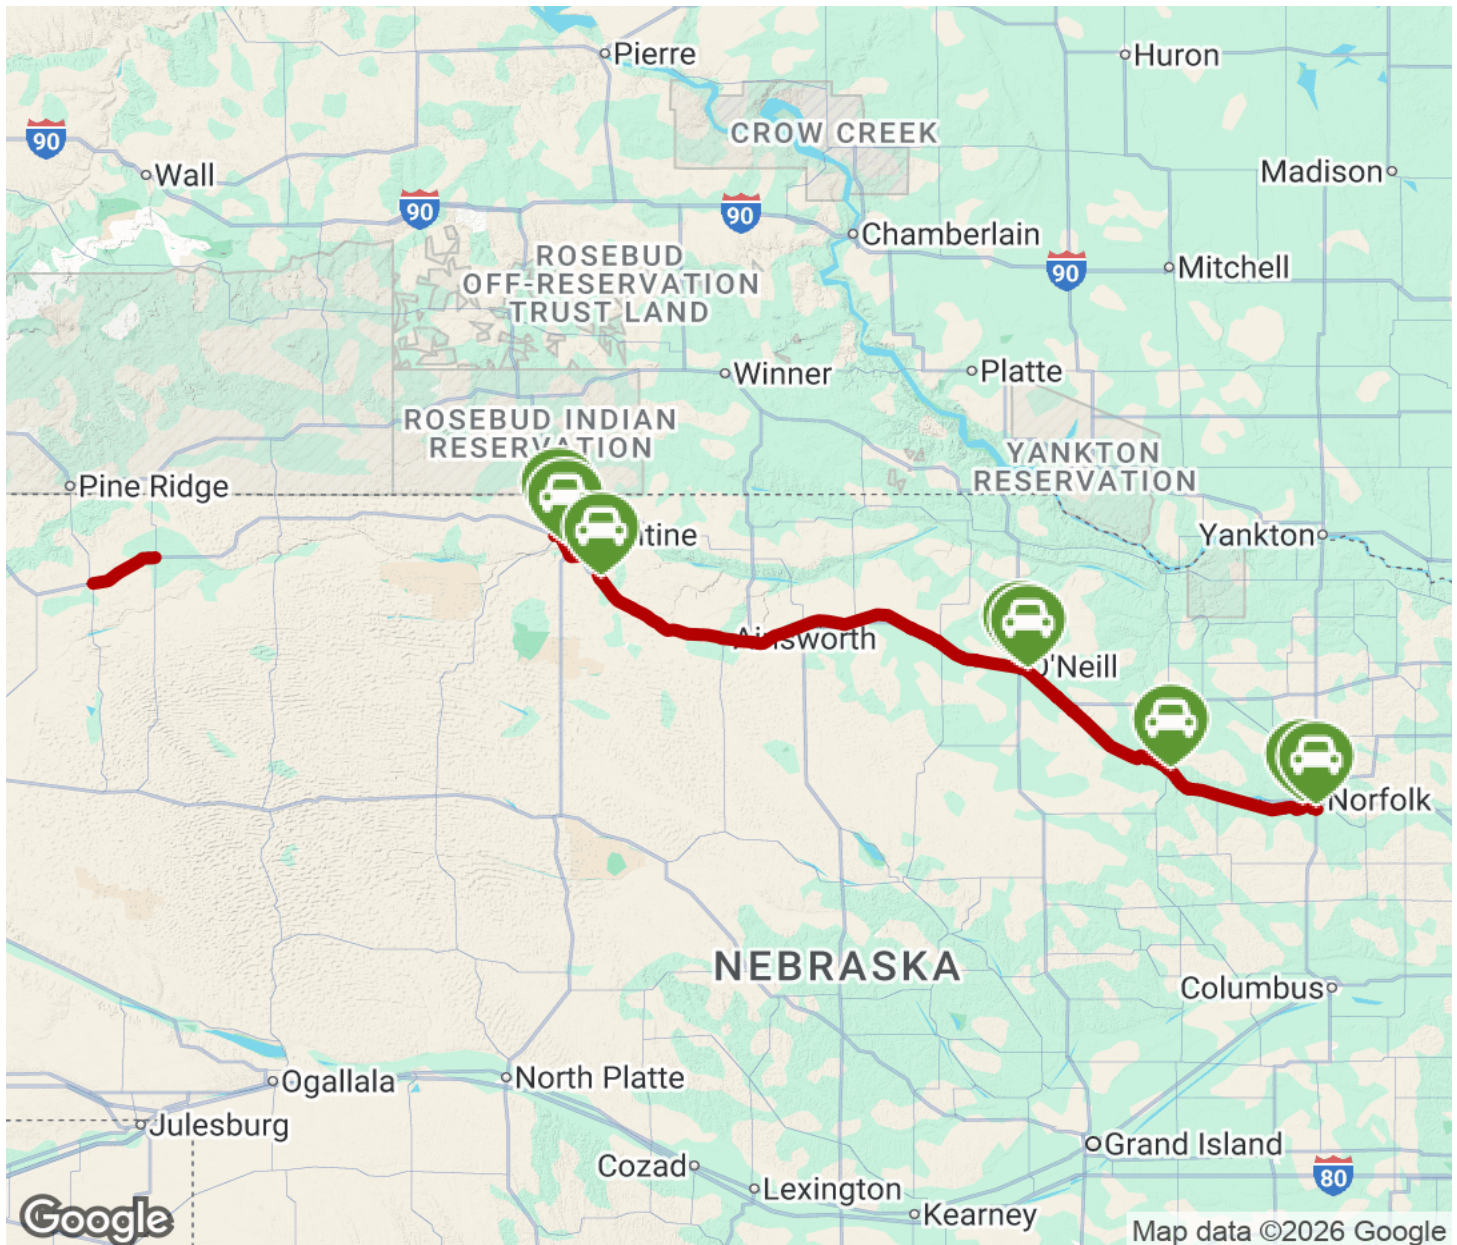 Pierre
Huron
CROW CREEK
90
Wall
Madison
90
90
Chamberlain
ROSEBUD
OFF-RESERVATION
TRUST LAND
90
Mitchell
Winner
Platte
ROSEBUD INDIAN
RESERVATION
YANKTON
RESERVATION
Pine Ridge
tine
Yankton
Ainsworth
O'Neill
Norfolk
NEBRASKA
Columbus
Ogallala
North Platte
Julesburg
Grand Island
Cozad
Lexington
80
Kearney
Google
Map data ©2026 Google